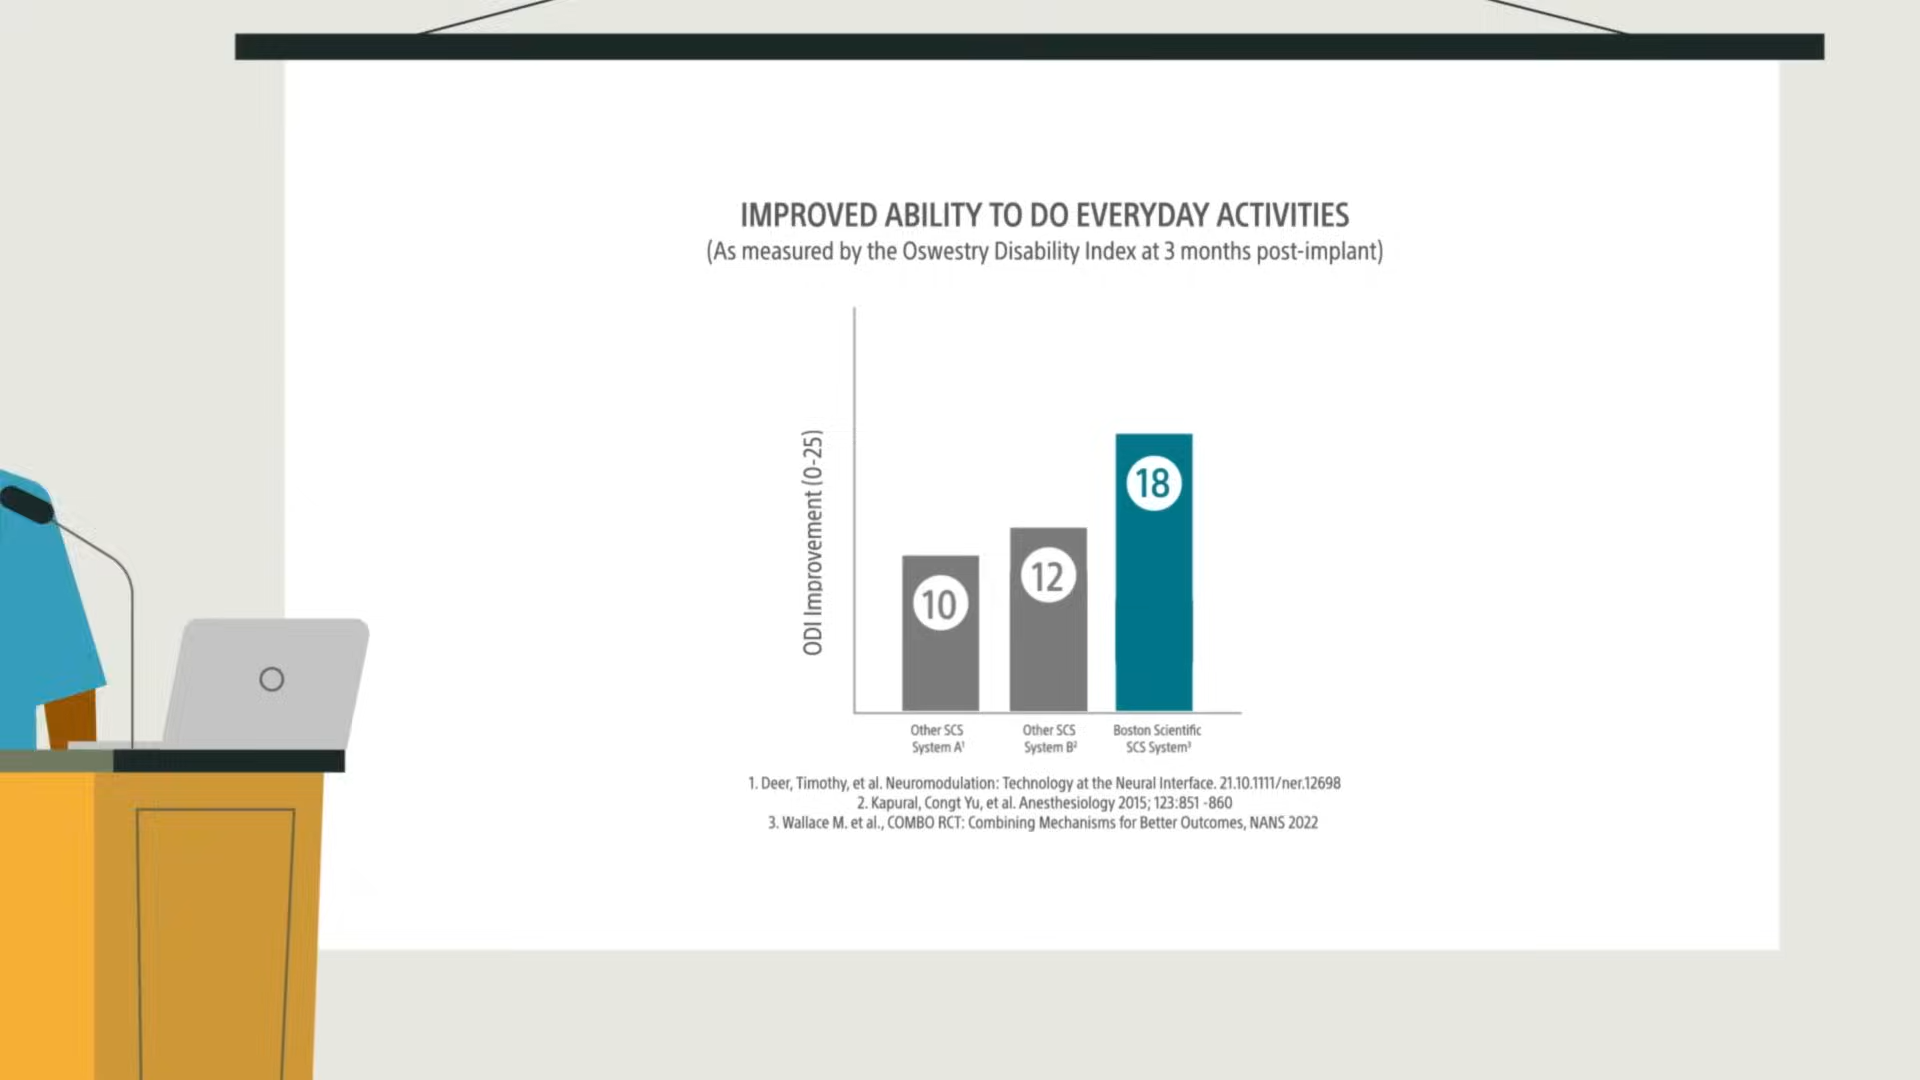 IMPROVED ABILITY TO DO EVERYDAY ACTIVITIES
(As measured by the Oswestry Disability Index at 3 months post-implant)
ODI Improvement (0-25)
10
12
18
Other SCS
System A¹
Other SCS
System B²
Boston Scientific
SCS System³
1. Deer, Timothy, et al. Neuromodulation: Technology at the Neural Interface. 21.10.1111/ner.12698
2. Kapural, Congt Yu, et al. Anesthesiology 2015; 123:851 -860
3. Wallace M. et al., COMBO RCT: Combining Mechanisms for Better Outcomes, NANS 2022